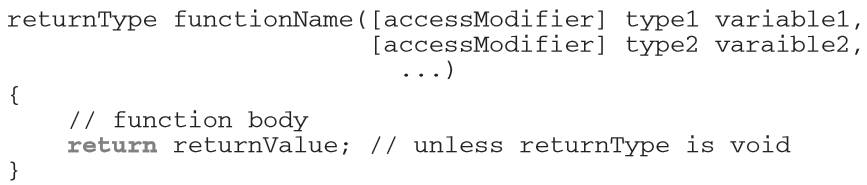 returnType functionName([accessModifier] type1 variable1,
[accessModifier] type2 varaible2,
...)
{
// function body
return returnValue; // unless returnType is void
}